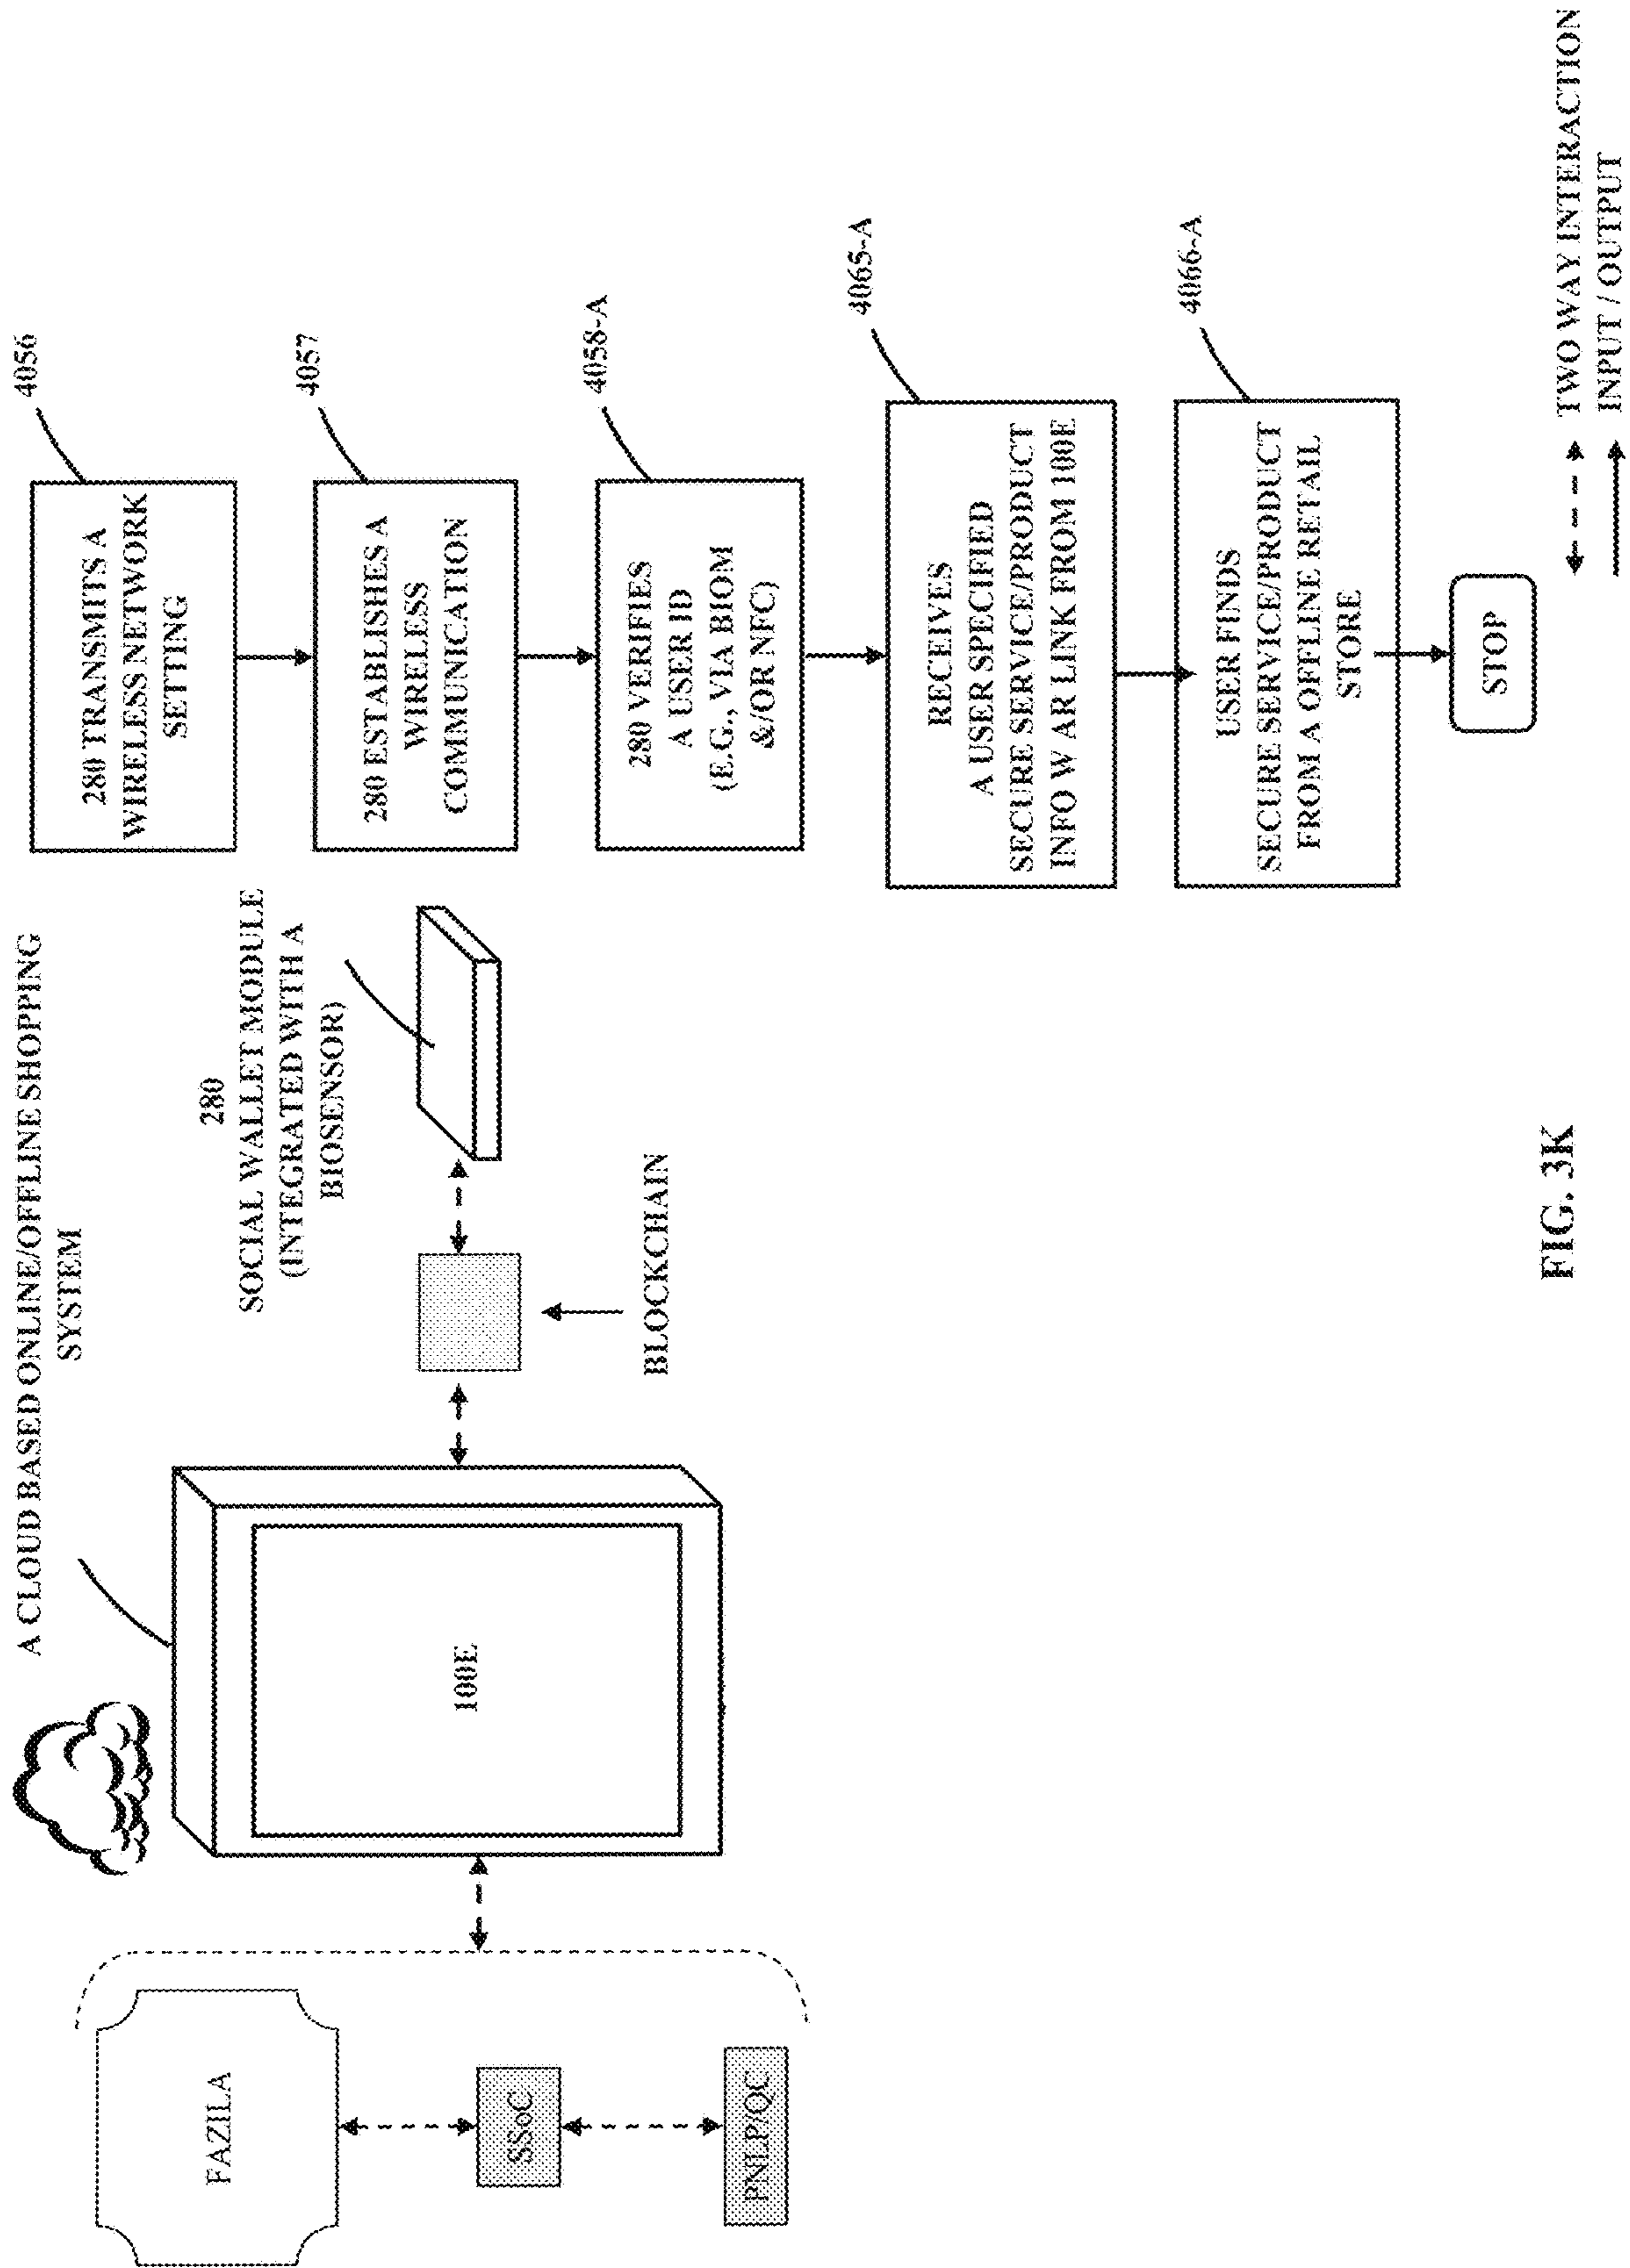 A CLOUD BASED ONLINE/OFFLINE SHOPPING
SYSTEM
FAZILA
SSoC
PNLP/QC
100E
BLOCKCHAIN
280
SOCIAL WALLET MODULE
(INTEGRATED WITH A
BIOSENSOR)
4056
280 TRANSMITS A
WIRELESS NETWORK
SETTING
4057
280 ESTABLISHES A
WIRELESS
COMMUNICATION
4058-A
280 VERIFIES
A USER ID
(E.G., VIA BIOM
&/OR NFC)
4065-A
RECEIVES
A USER SPECIFIED
SECURE SERVICE/PRODUCT
INFO W AR LINK FROM 100E
4066-A
USER FINDS
SECURE SERVICE/PRODUCT
FROM A OFFLINE RETAIL
STORE
STOP
TWO WAY INTERACTION
INPUT / OUTPUT
FIG. 3K